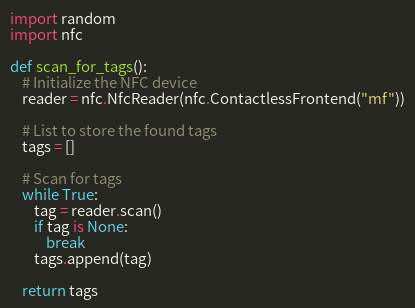 import random
import nfc

def scan_for_tags():
    # Initialize the NFC device
    reader = nfc.NfcReader(nfc.ContactlessFrontend("mf"))

    # List to store the found tags
    tags = []

    # Scan for tags
    while True:
        tag = reader.scan()
        if tag is None:
            break
        tags.append(tag)

    return tags